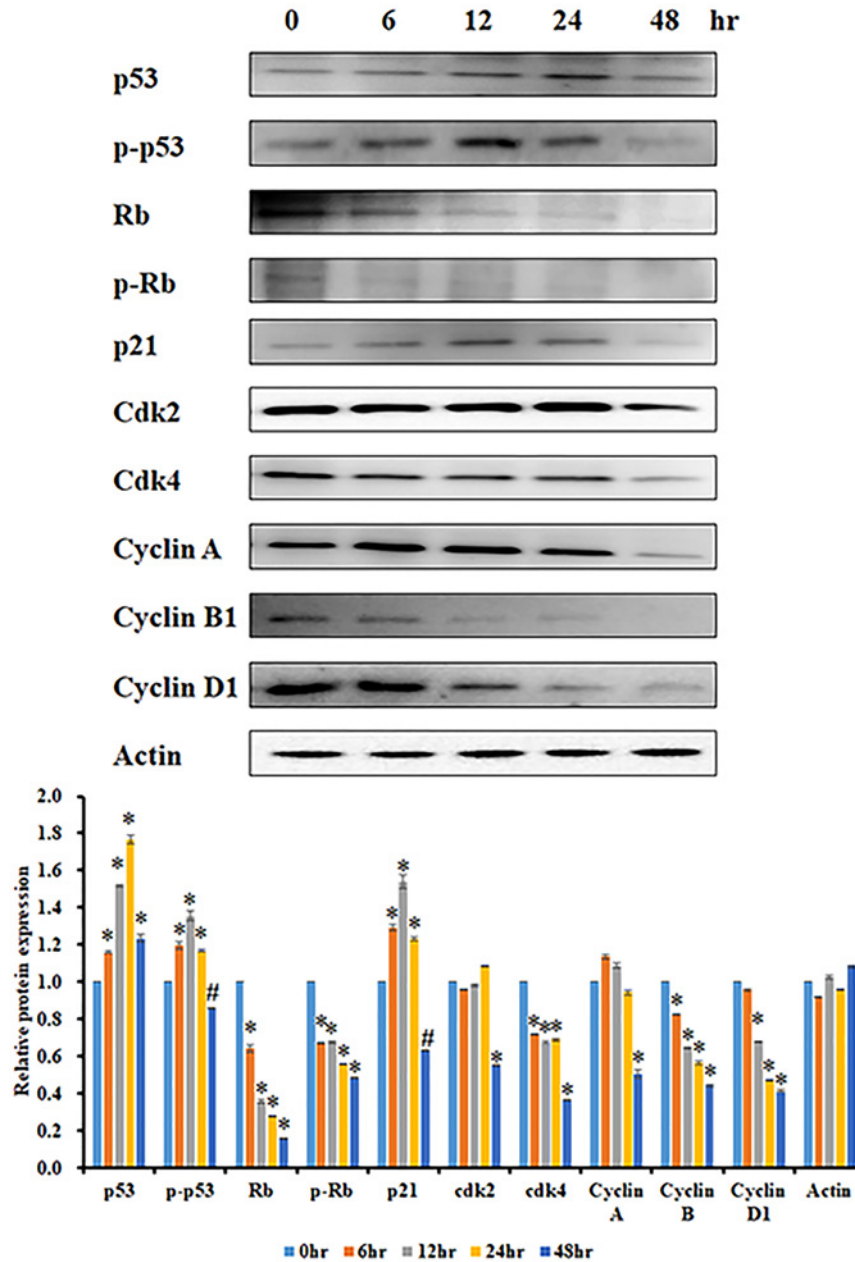 0 6 12 24 48 hr
p53
p-p53
Rb
p-Rb
p21
Cdk2
Cdk4
Cyclin A
Cyclin B1
Cyclin D1
Actin
Relative protein expression
2.0
1.8
1.6
1.4
1.2
1.0
0.8
0.6
0.4
0.2
0.0
* * * *
* * * #
* * * *
* * * *
* * * #
*
* * * *
*
* * * *
* * *
p53 p-p53 Rb p-Rb p21 cdk2 cdk4 Cyclin A Cyclin B Cyclin D1 Actin
0hr 6hr 12hr 24hr 48hr